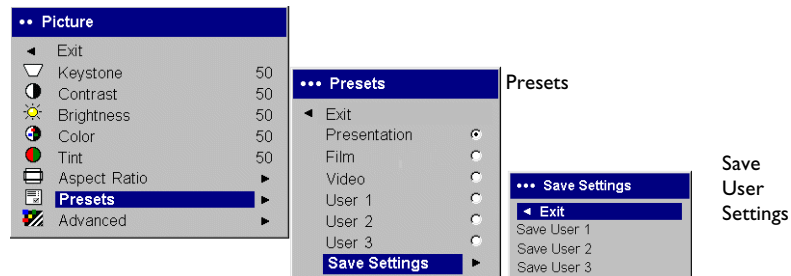 •• Picture
◄ Exit
Keystone 50
Contrast 50
Brightness 50
Color 50
Tint 50
Aspect Ratio ►
Presets ►
Advanced ►
••• Presets
◄ Exit
Presentation
Film
Video
User 1
User 2
User 3
Save Settings ►
Presets
••• Save Settings
◄ Exit
Save User 1
Save User 2
Save User 3
Save
User
Settings